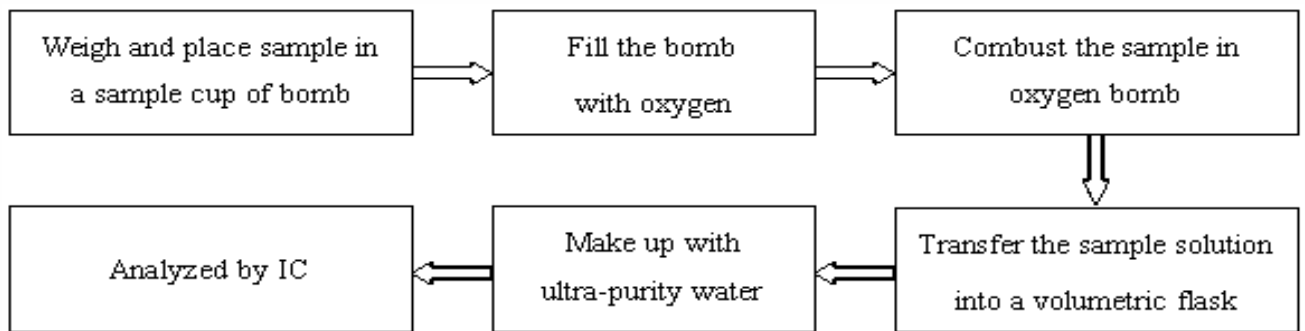 Weigh and place sample in
a sample cup of bomb
Fill the bomb
with oxygen
Combust the sample in
oxygen bomb
Transfer the sample solution
into a volumetric flask
Make up with
ultra-purity water
Analyzed by IC